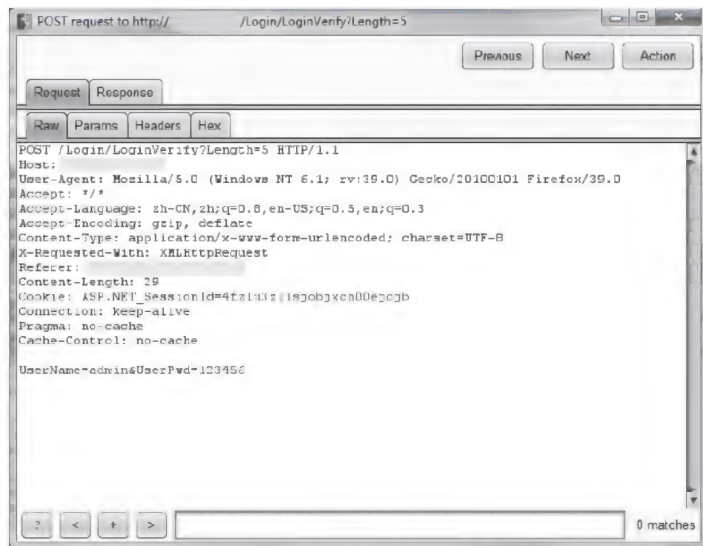 POST request to http:// /Login/LoginVerify?Length=5
Previous Next Action
Request Response
Raw Params Headers Hex
POST /Login/LoginVerify?Length=5 HTTP/1.1
Host:
User-Agent: Mozilla/5.0 (Windows NT 6.1; rv:39.0) Gecko/20100101 Firefox/39.0
Accept: */*
Accept-Language: zh-CN,zh;q=0.8,en-US;q=0.5,en;q=0.3
Accept-Encoding: gzip, deflate
Content-Type: application/x-www-form-urlencoded; charset=UTF-8
X-Requested-With: XMLHttpRequest
Referer:
Content-Length: 29
Cookie:
Connection: keep-alive
Pragma: no-cache
Cache-Control: no-cache
UserName=admin&UserPwd=123456
? < + > 0 matches